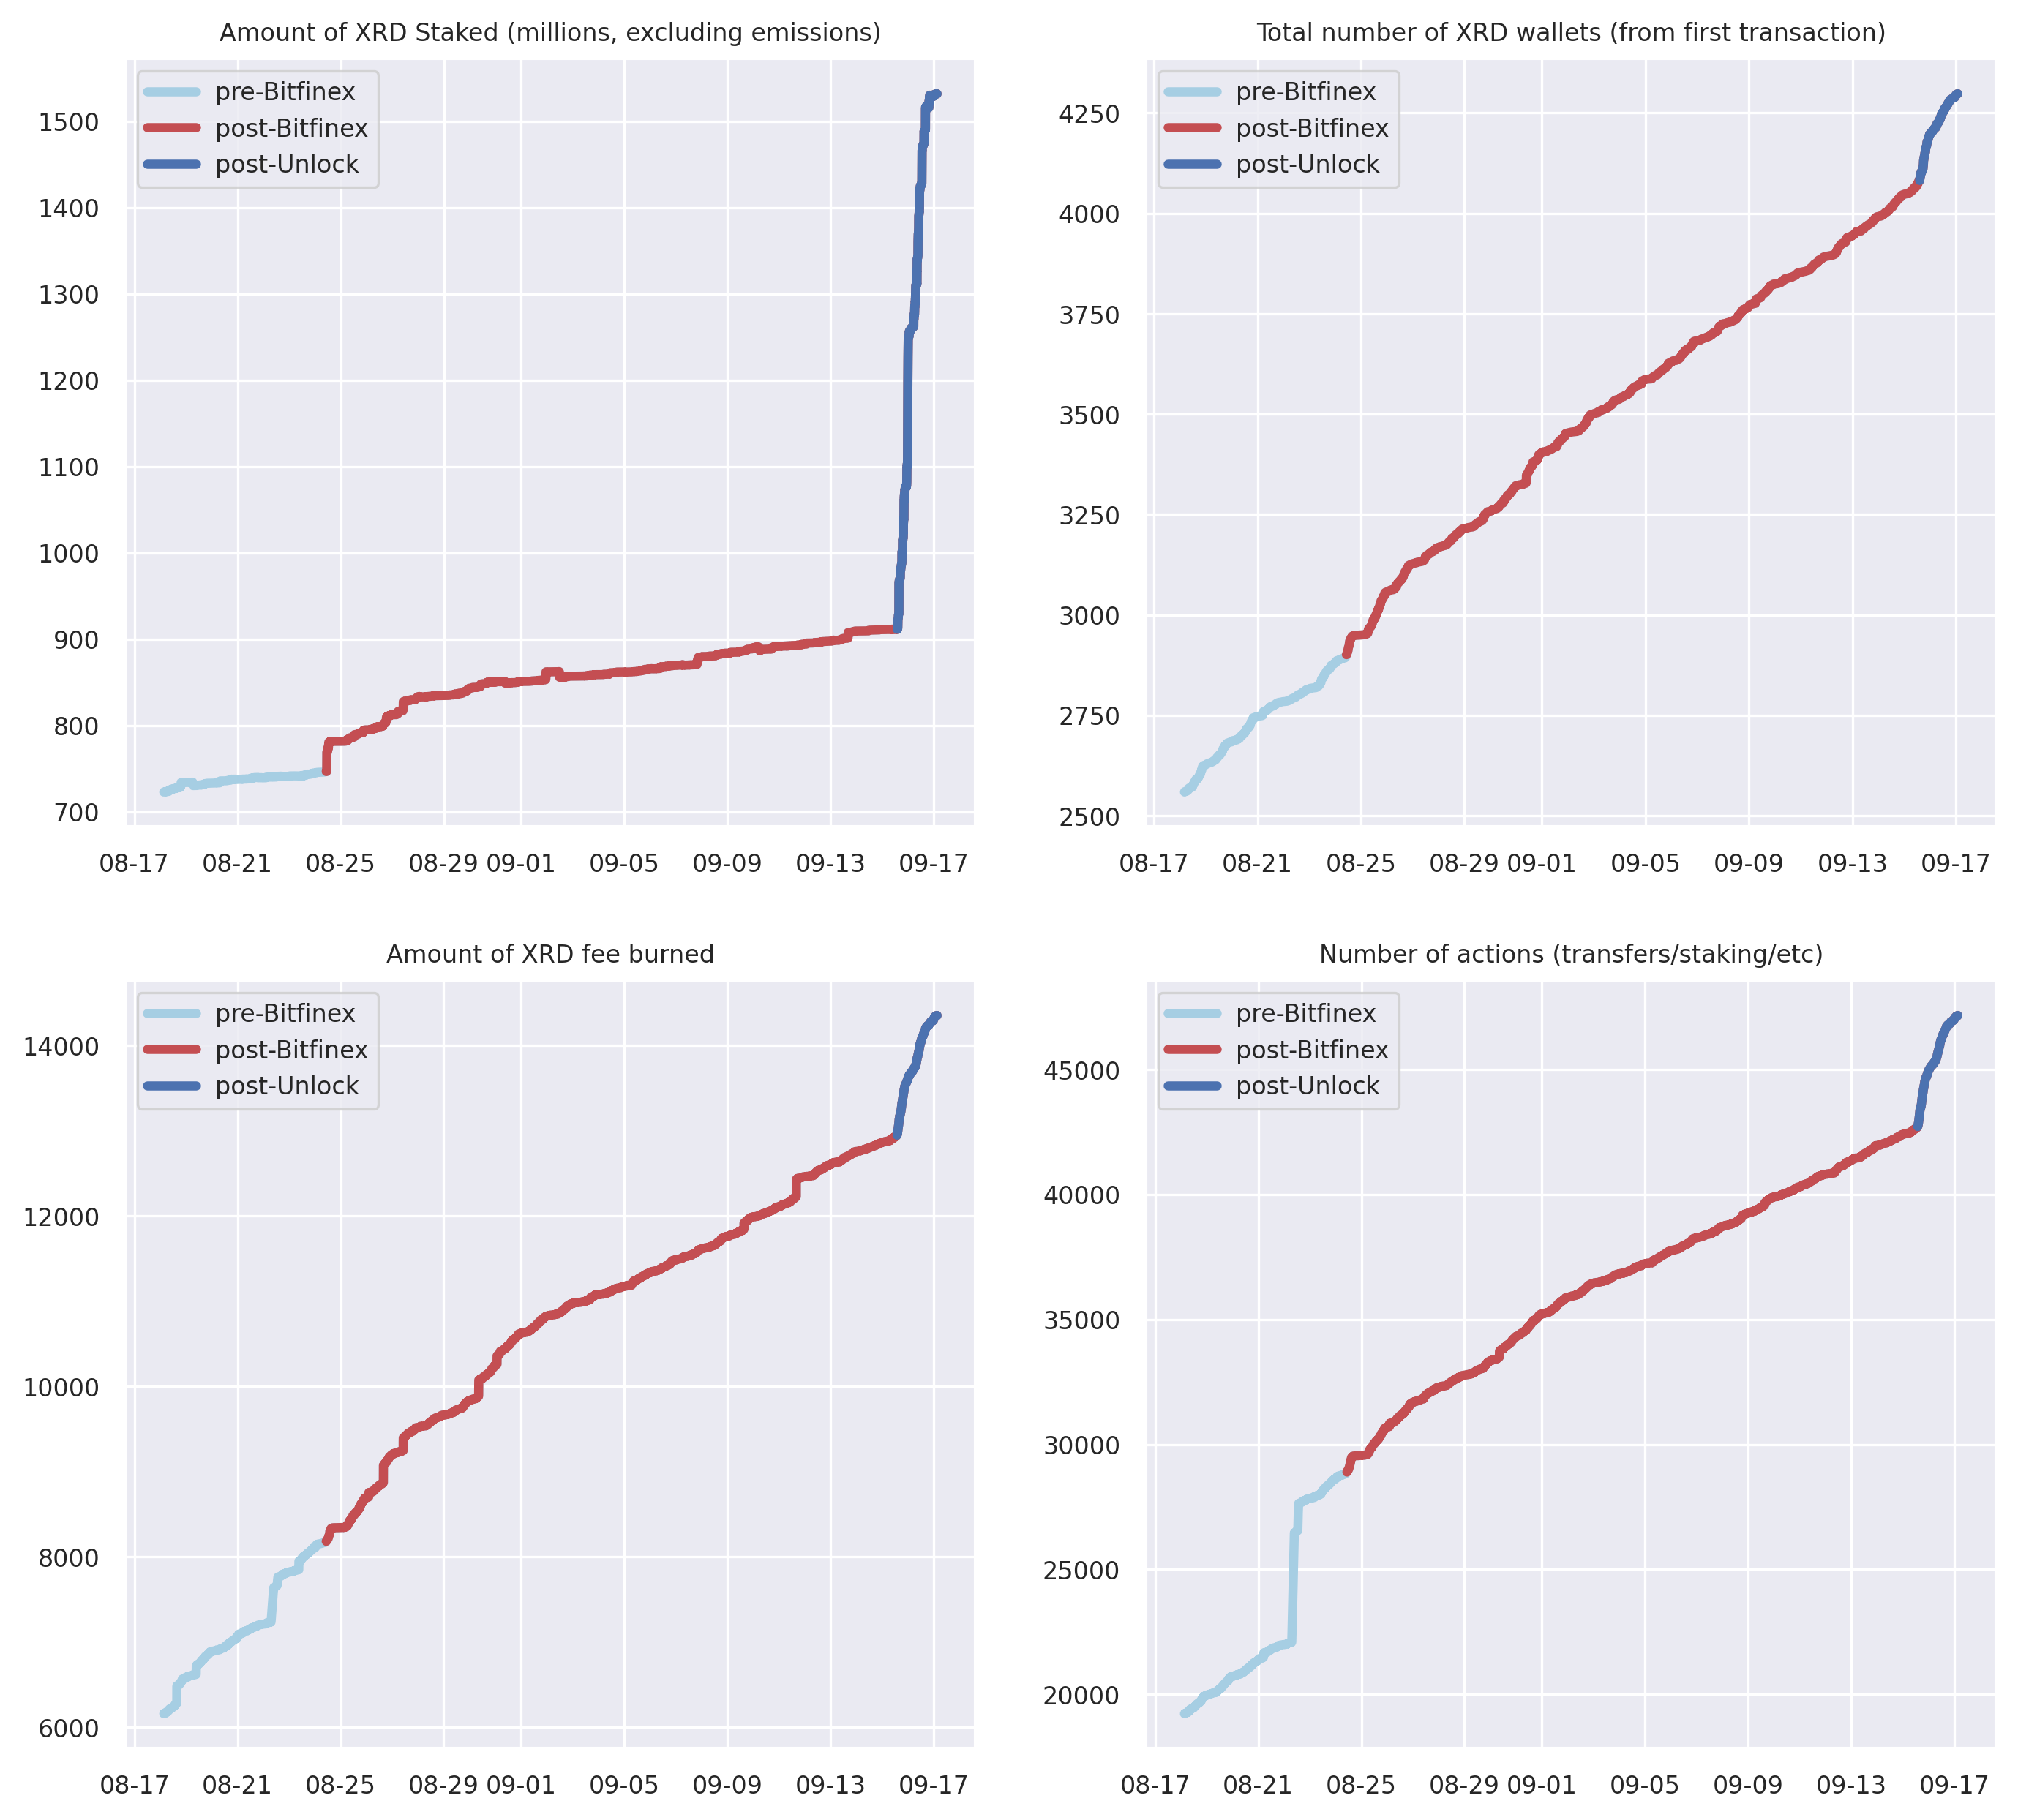 Amount of XRD Staked (millions, excluding emissions)
pre-Bitfinex
post-Bitfinex
post-Unlock
1500
1400
1300
1200
1100
1000
900
800
700
08-17 08-21 08-25 08-29 09-01 09-05 09-09 09-13 09-17
Total number of XRD wallets (from first transaction)
pre-Bitfinex
post-Bitfinex
post-Unlock
4250
4000
3750
3500
3250
3000
2750
2500
08-17 08-21 08-25 08-29 09-01 09-05 09-09 09-13 09-17
Amount of XRD fee burned
pre-Bitfinex
post-Bitfinex
post-Unlock
14000
12000
10000
8000
6000
08-17 08-21 08-25 08-29 09-01 09-05 09-09 09-13 09-17
Number of actions (transfers/staking/etc)
pre-Bitfinex
post-Bitfinex
post-Unlock
45000
40000
35000
30000
25000
20000
08-17 08-21 08-25 08-29 09-01 09-05 09-09 09-13 09-17